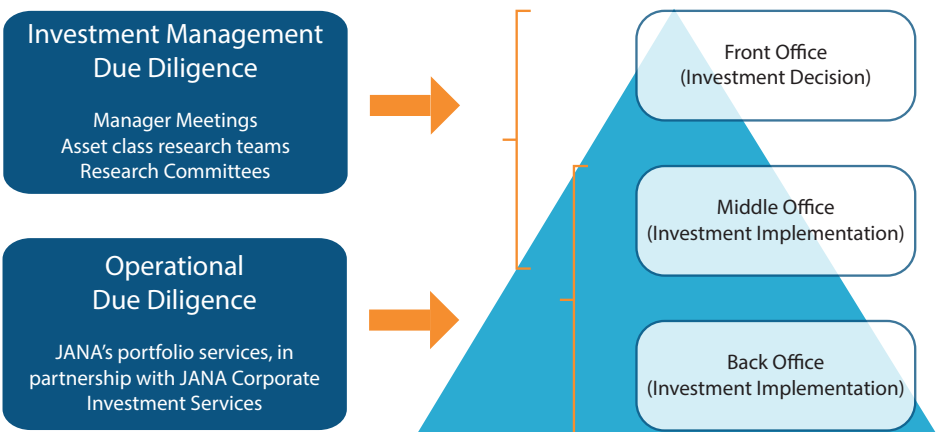 Investment Management
Due Diligence
Manager Meetings
Asset class research teams
Research Committees
Operational
Due Diligence
JANA’s portfolio services, in
partnership with JANA Corporate
Investment Services
Front Office
(Investment Decision)
Middle Office
(Investment Implementation)
Back Office
(Investment Implementation)